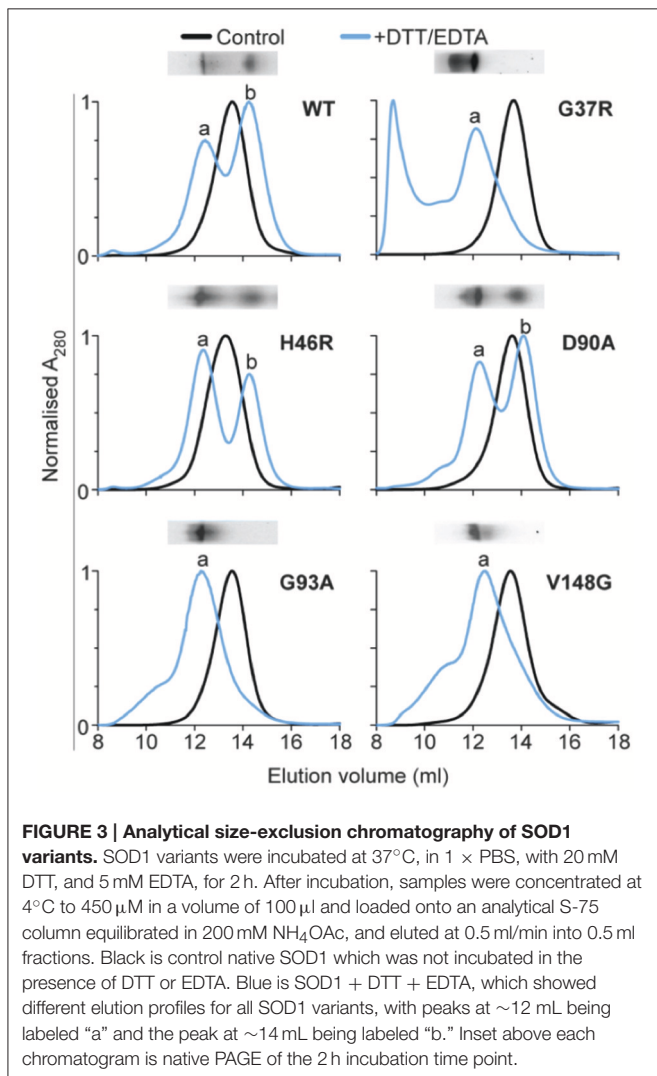 Control +DTT/EDTA
WT
a
b
G37R
a
1
0
H46R
a
b
D90A
a
b
1
0
G93A
a
V148G
a
1
0
Normalised A₂₈₀
8 10 12 14 16 18 8 10 12 14 16 18
Elution volume (ml)
FIGURE 3 | Analytical size-exclusion chromatography of SOD1
variants. SOD1 variants were incubated at 37°C, in 1 × PBS, with 20 mM
DTT, and 5 mM EDTA, for 2 h. After incubation, samples were concentrated at
4°C to 450 μM in a volume of 100 μl and loaded onto an analytical S-75
column equilibrated in 200 mM NH₄OAc, and eluted at 0.5 ml/min into 0.5 ml
fractions. Black is control native SOD1 which was not incubated in the
presence of DTT or EDTA. Blue is SOD1 + DTT + EDTA, which showed
different elution profiles for all SOD1 variants, with peaks at ∼12 mL being
labeled “a” and the peak at ∼14 mL being labeled “b.” Inset above each
chromatogram is native PAGE of the 2 h incubation time point.